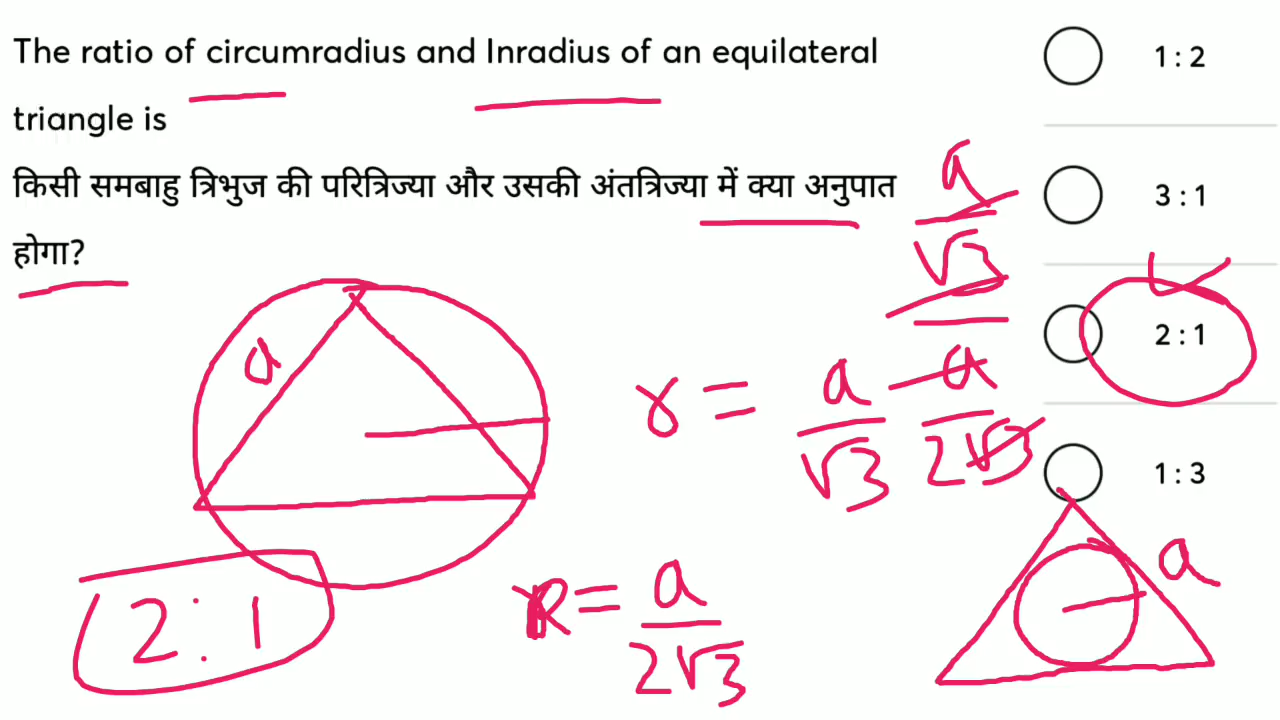 The ratio of circumradius and Inradius of an equilateral
triangle is
किसी समबाहु त्रिभुज की परित्रिज्या और उसकी अंतत्रिज्या में क्या अनुपात
होगा?
1 : 2
3 : 1
2 : 1
1 : 3
a
a/√3
r = a/√3 a/2√3
R = a/2√3
2 : 1
a